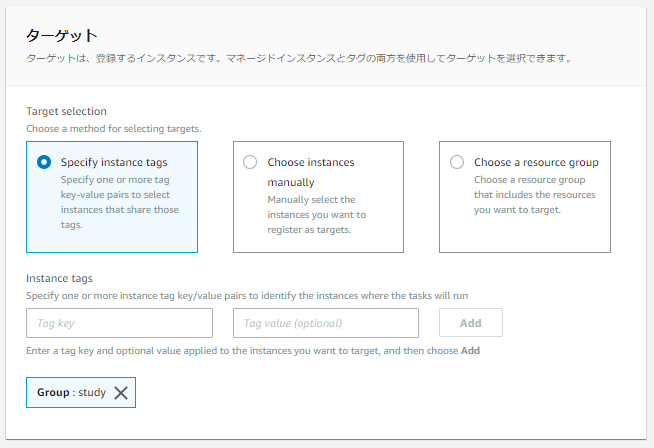 ターゲット
ターゲットは、登録するインスタンスです。マネージドインスタンスとタグの両方を使用してターゲットを選択できます。
Target selection
Choose a method for selecting targets.
Specify instance tags
Specify one or more tag
key-value pairs to select
instances that share those
tags.
Choose instances
manually
Manually select the
instances you want to
register as targets.
Choose a resource group
Choose a resource group
that includes the resources
you want to target.
Instance tags
Specify one or more instance tag key/value pairs to identify the instances where the tasks will run
Tag key
Tag value (optional)
Add
Enter a tag key and optional value applied to the instances you want to target, and then choose Add
Group : study